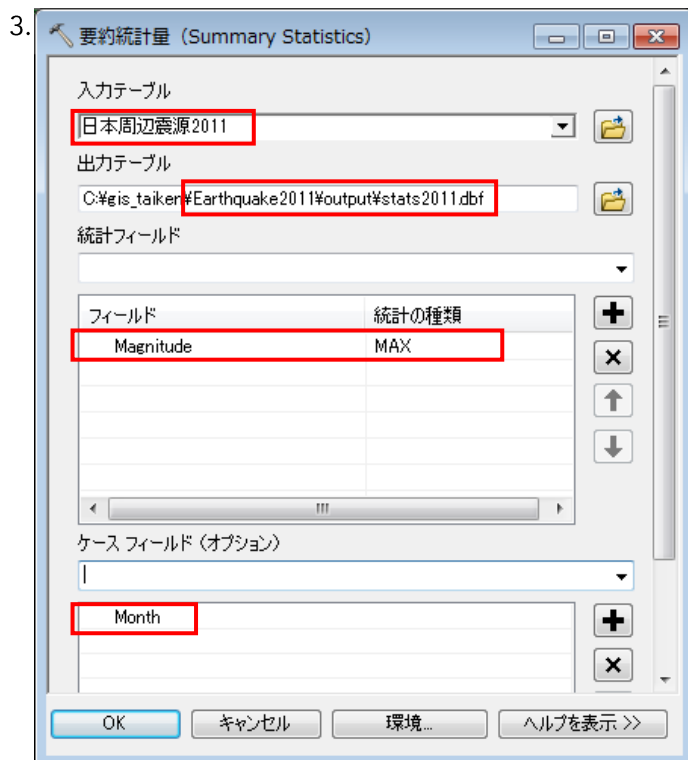 3.
要約統計量（Summary Statistics）
入力テーブル
日本周辺震源2011
出力テーブル
C:¥gis_taiken¥Earthquake2011¥output¥stats2011.dbf
統計フィールド
フィールド 統計の種類
Magnitude MAX
ケース フィールド（オプション）
Month
OK キャンセル 環境... ヘルプを表示 >>